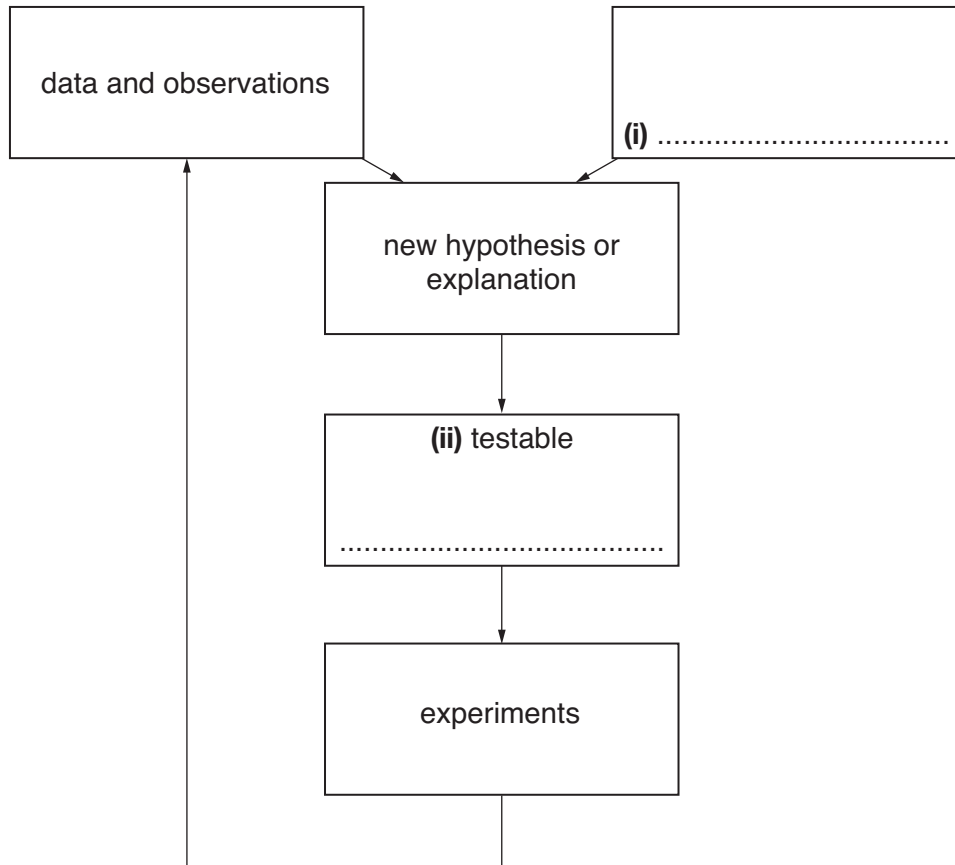 data and observations
(i) ...................................
new hypothesis or
explanation
(ii) testable
.......................................
experiments